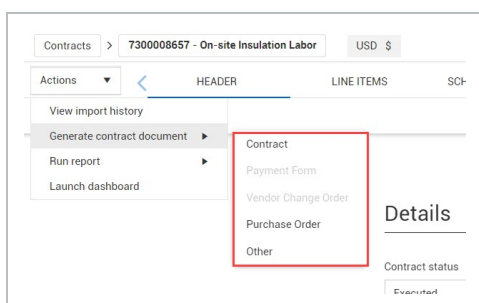 Contracts > 7300008657 - On-site Insulation Labor USD $
Actions ▼ < HEADER LINE ITEMS SCH
View import history
Generate contract document ▶
Run report ▶
Launch dashboard
Contract
Payment Form
Vendor Change Order
Purchase Order
Other
Details
Contract status
Executed